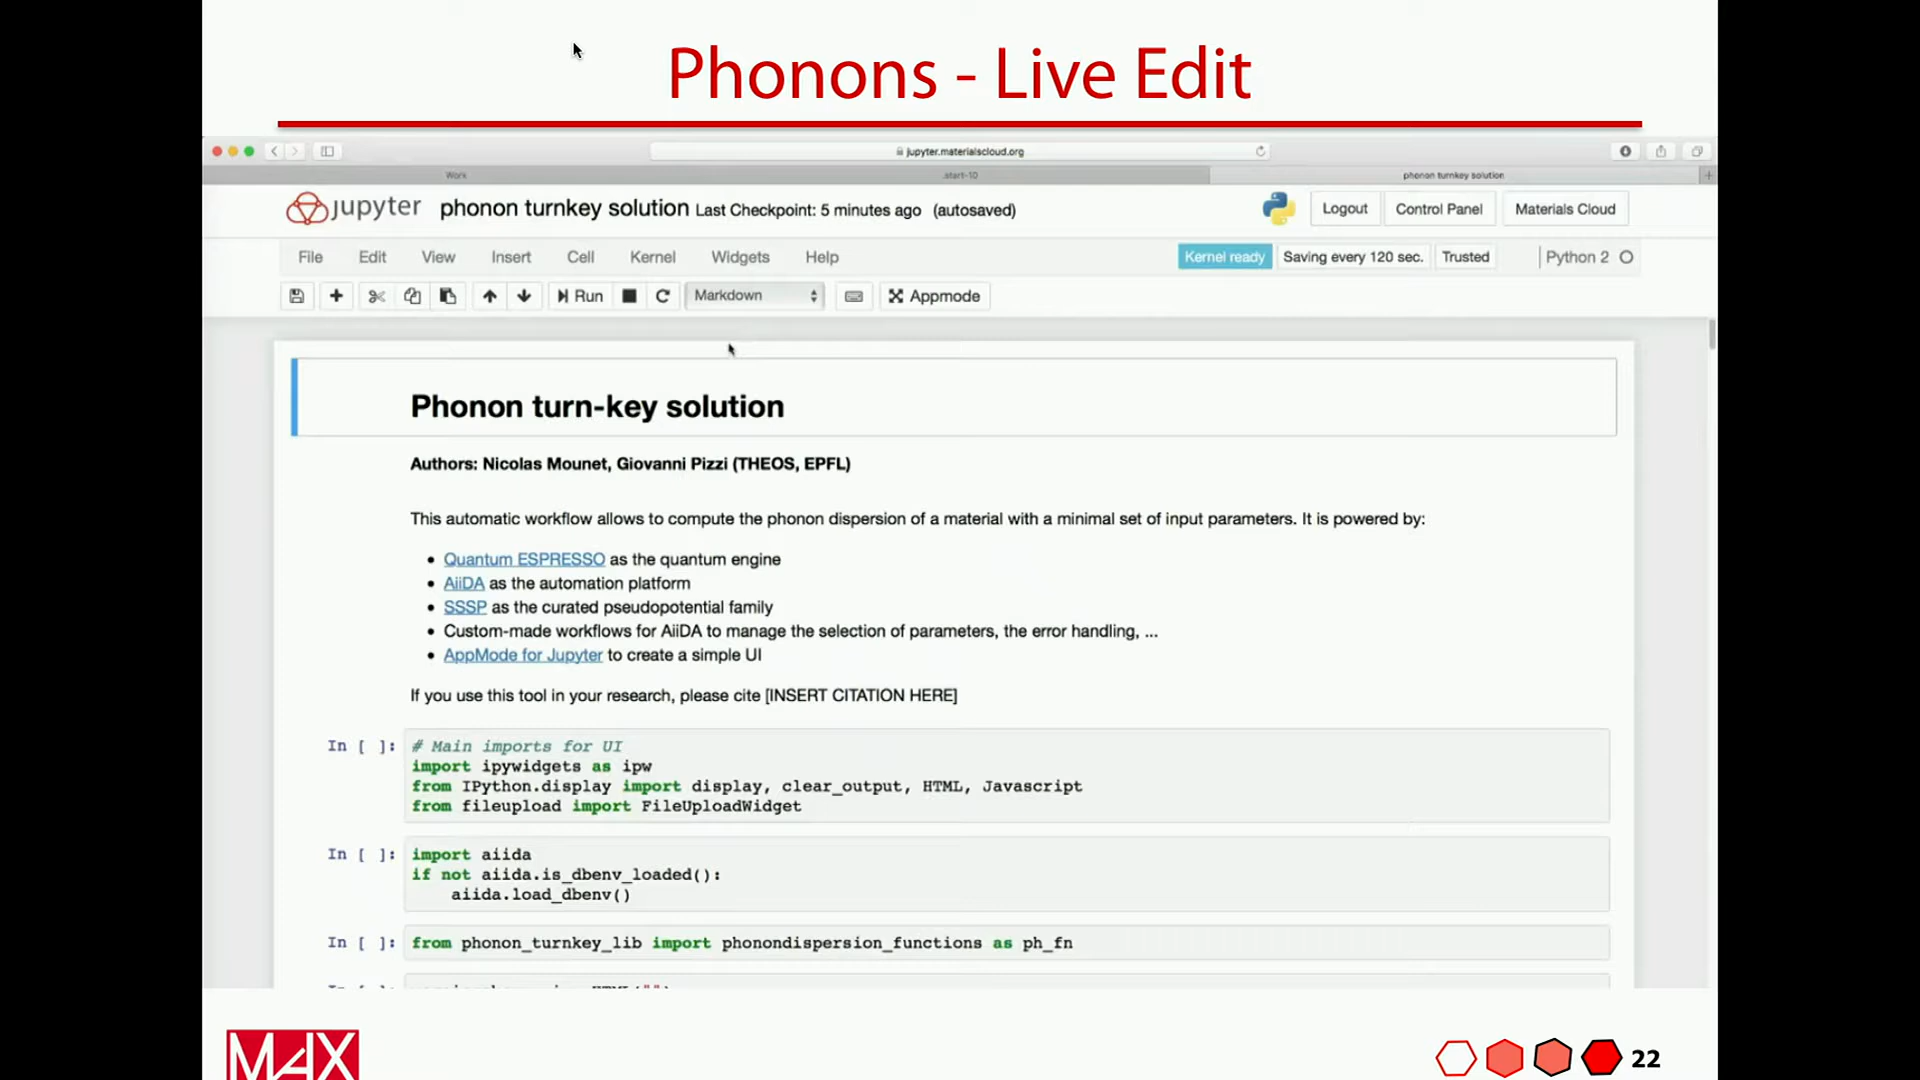 Phonons - Live Edit
jupyter.materialscloud.org
Work
start-10
phonon turnkey solution
jupyter phonon turnkey solution Last Checkpoint: 5 minutes ago (autosaved)
Logout Control Panel Materials Cloud
File Edit View Insert Cell Kernel Widgets Help
Kernel ready Saving every 120 sec. Trusted Python 2
Run Markdown Appmode
Phonon turn-key solution
Authors: Nicolas Mounet, Giovanni Pizzi (THEOS, EPFL)
This automatic workflow allows to compute the phonon dispersion of a material with a minimal set of input parameters. It is powered by:
• Quantum ESPRESSO as the quantum engine
• AiiDA as the automation platform
• SSSP as the curated pseudopotential family
• Custom-made workflows for AiiDA to manage the selection of parameters, the error handling, ...
• AppMode for Jupyter to create a simple UI
If you use this tool in your research, please cite [INSERT CITATION HERE]
In [ ]: # Main imports for UI
import ipywidgets as ipw
from IPython.display import display, clear_output, HTML, Javascript
from fileupload import FileUploadWidget
In [ ]: import aiida
if not aiida.is_dbenv_loaded():
aiida.load_dbenv()
In [ ]: from phonon_turnkey_lib import phonondispersion_functions as ph_fn
MAX
22